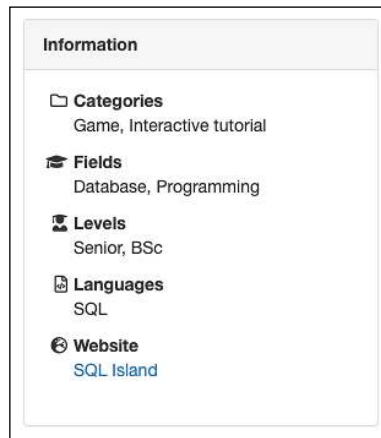 Information
Categories
Game, Interactive tutorial
Fields
Database, Programming
Levels
Senior, BSc
Languages
SQL
Website
SQL Island